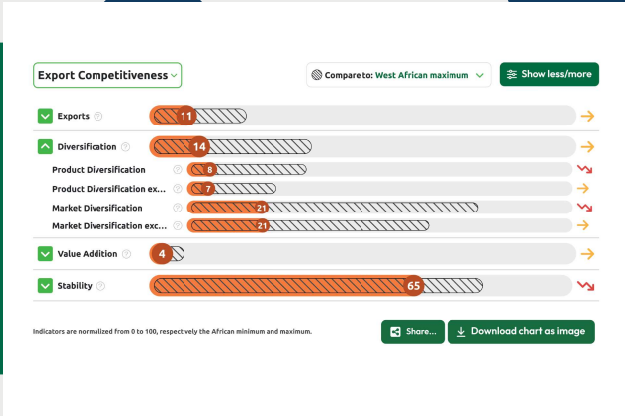 Export Competitiveness
Compareto: West African maximum
Show less/more
Exports ?
11
Diversification ?
14
Product Diversification ?
8
Product Diversification ex... ?
7
Market Diversification ?
21
Market Diversification exc... ?
21
Value Addition ?
4
Stability ?
65
Indicators are normulized from 0 to 100, respectvely the African minimum and maximum.
Share...
Download chart as image